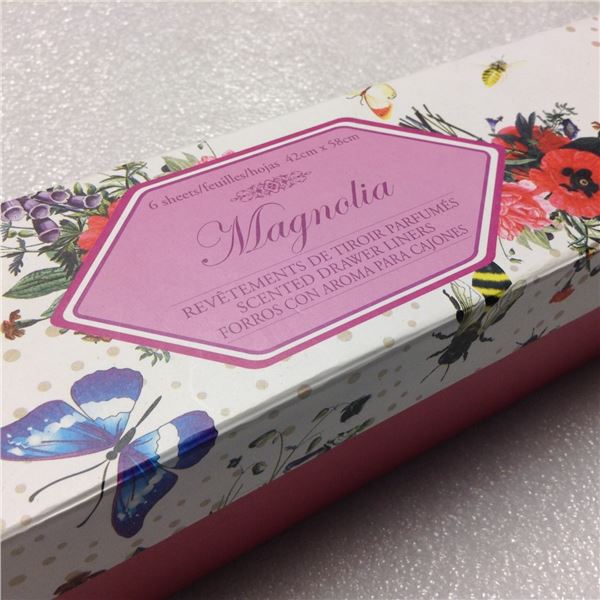 6 sheets/feuilles/hojas 42cm x 58cm
Magnolia
REVÊTEMENTS DE TIROIR PARFUMÉS
SCENTED DRAWER LINERS
FORROS CON AROMA PARA CAJONES